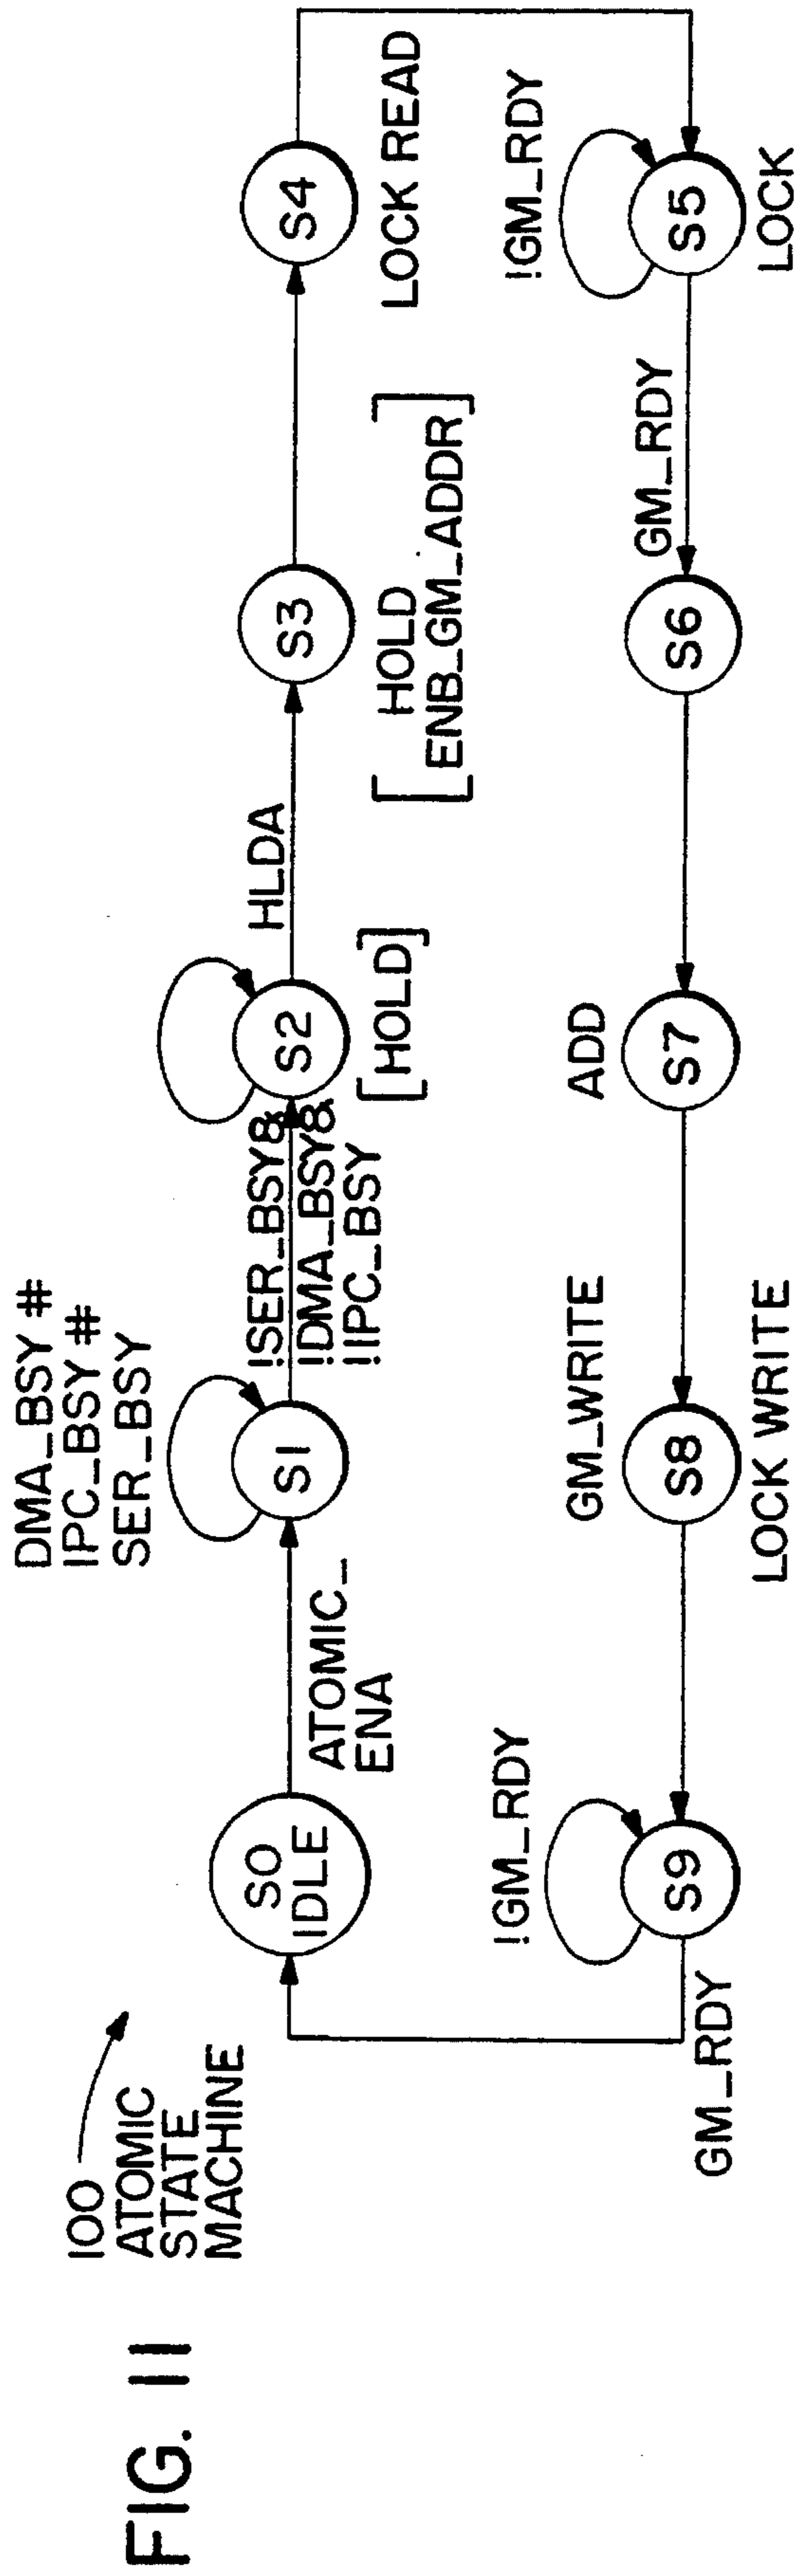 FIG. 11
100
ATOMIC
STATE
MACHINE
S0
IDLE
ATOMIC_
ENA
DMA_BSY #
IPC_BSY #
SER_BSY
S1
!SER_BSY&
!DMA_BSY&
!IPC_BSY
S2
[HOLD]
HLDA
S3
[HOLD
ENB_GM_ADDR]
S4
LOCK READ
!GM_RDY
S5
LOCK
GM_RDY
S6
ADD
S7
GM_WRITE
S8
LOCK WRITE
!GM_RDY
S9
GM_RDY